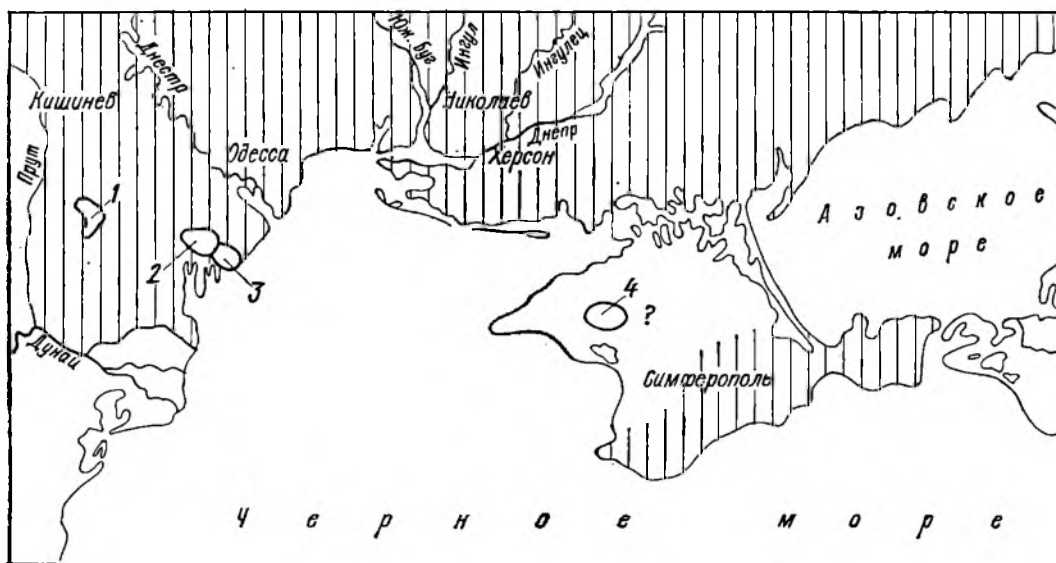 Днестр
Юж. Буг
Ингул
Ингулец
Кишинев
Николаев
Днепр
Прут
Одесса
Херсон
1
Азовское
море
2
3
4
?
Дунай
Симферополь
Черное море